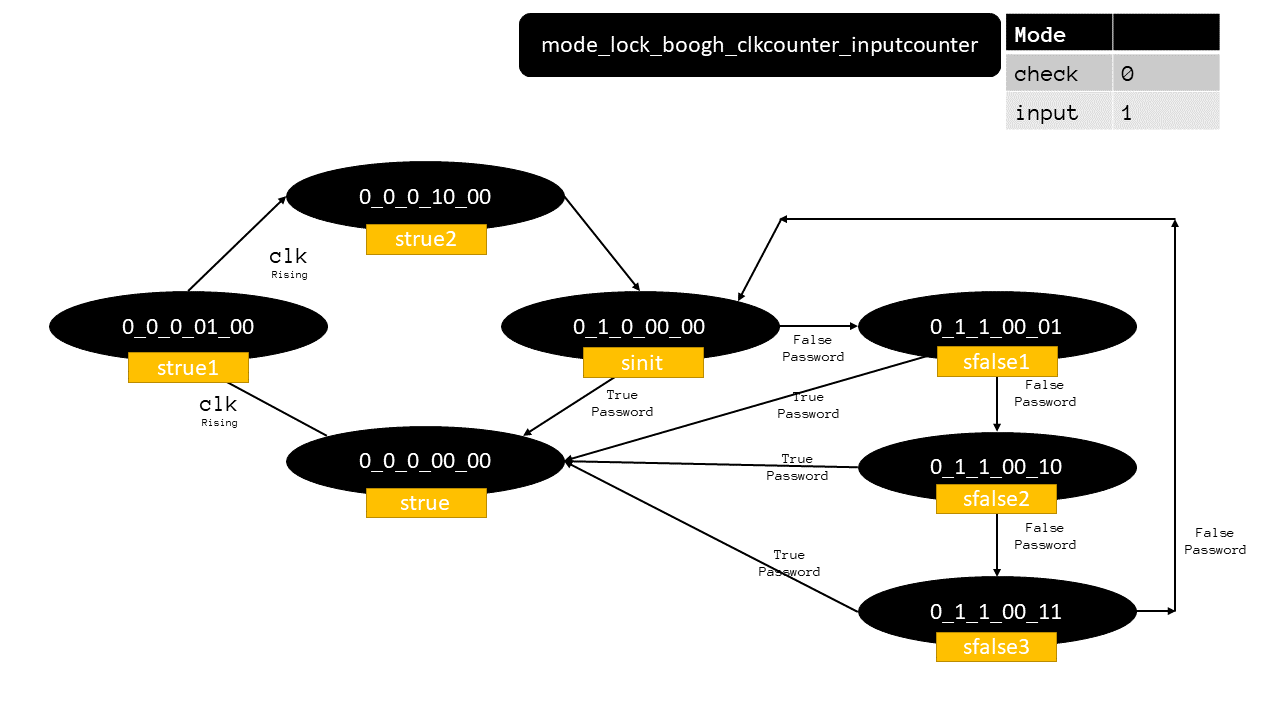 mode_lock_boogh_clkcounter_inputcounter
Mode
check 0
input 1
0_0_0_10_00
strue2
clk
Rising
0_0_0_01_00
strue1
clk
Rising
0_1_0_00_00
sinit
False
Password
0_1_1_00_01
sfalse1
True
Password
True
Password
False
Password
0_0_0_00_00
strue
True
Password
0_1_1_00_10
sfalse2
False
Password
True
Password
False
Password
0_1_1_00_11
sfalse3